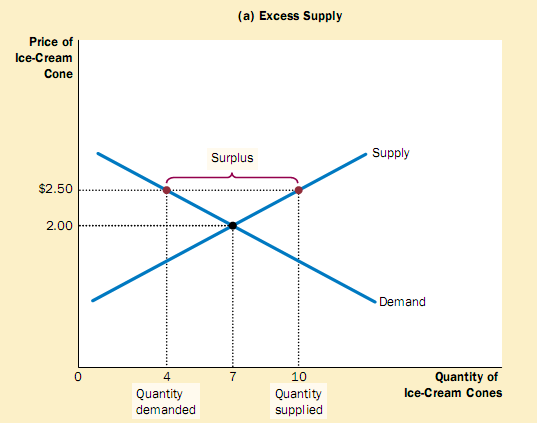 (a) Excess Supply
Price of
Ice-Cream
Cone
Surplus
Supply
$2.50
2.00
Demand
0
4
7
10
Quantity
demanded
Quantity
supplied
Quantity of
Ice-Cream Cones